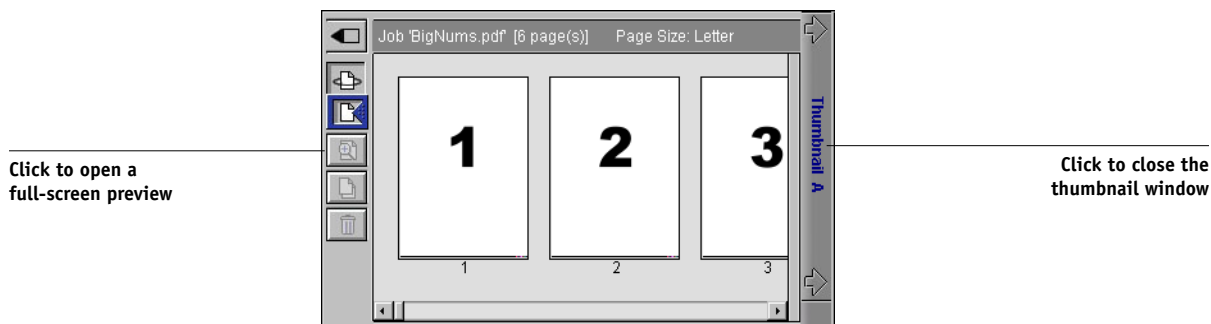 Job 'BigNums.pdf' [6 page(s)] Page Size: Letter
1 2 3
1 2 3
Thumbnail A
Click to open a
full-screen preview
Click to close the
thumbnail window